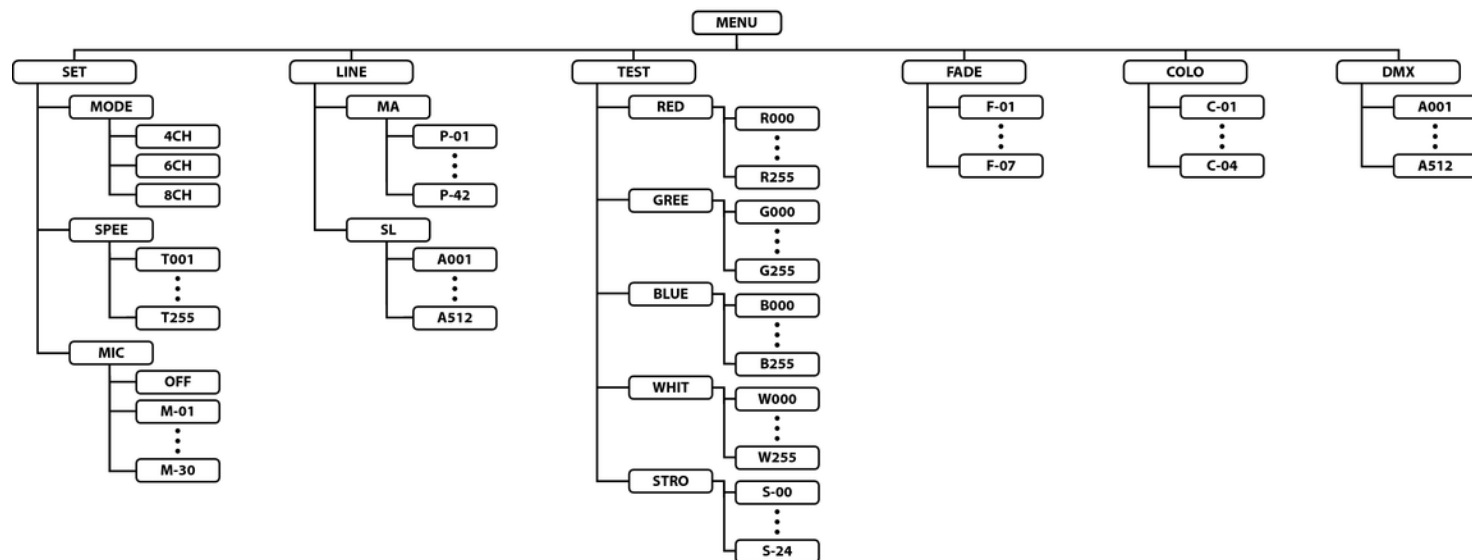 MENU
SET
MODE
4CH
6CH
8CH
SPEE
T001
T255
MIC
OFF
M-01
M-30
LINE
MA
P-01
P-42
SL
A001
A512
TEST
RED
R000
R255
GREE
G000
G255
BLUE
B000
B255
WHIT
W000
W255
STRO
S-00
S-24
FADE
F-01
F-07
COLO
C-01
C-04
DMX
A001
A512